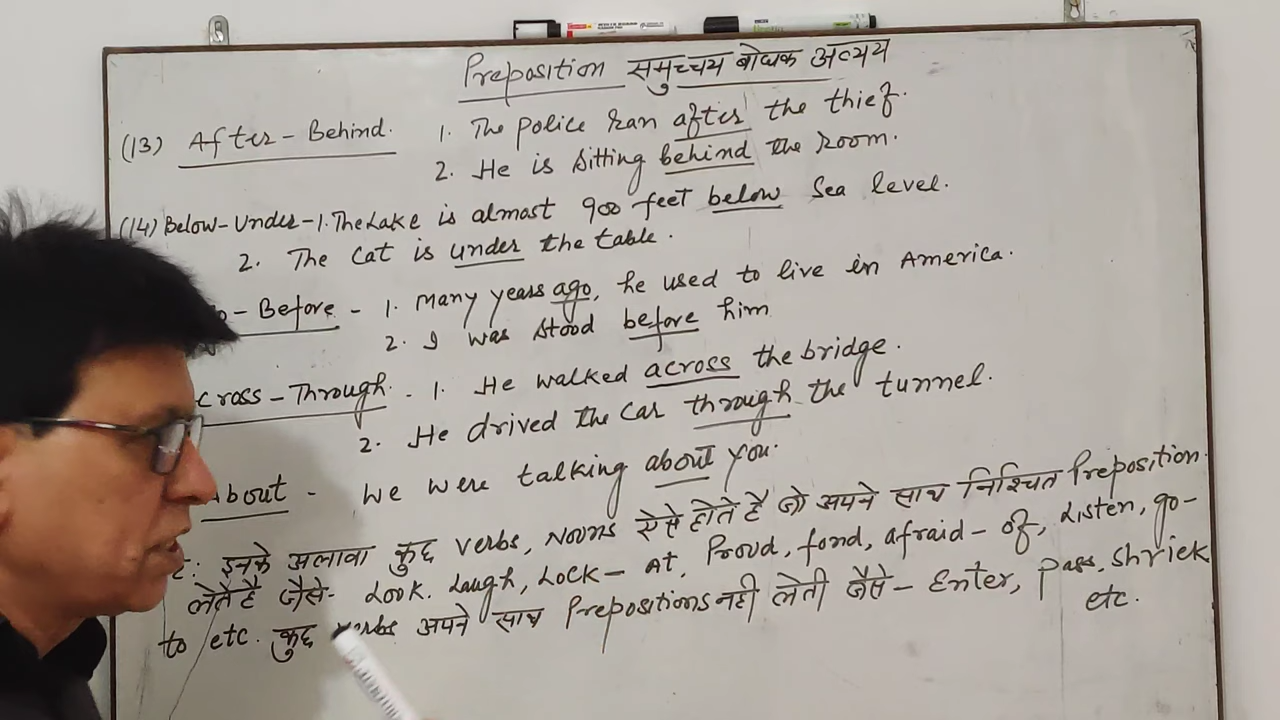 Preposition समुच्चय बोधक अव्यय
(13) After - Behind. 1. The police ran after the thief.
2. He is sitting behind the room.
(14) Below - Under - 1. The Lake is almost 900 feet below sea level.
2. The cat is under the table.
- Before - 1. Many years ago, he used to live in America.
2. I was stood before him
cross - Through. - 1. He walked across the bridge.
2. He drived the car through the tunnel.
About - We were talking about you.
इनके अलावा कुछ verbs, Nouns ऐसे होते है जो अपने साथ निश्चित Preposition
लेते है जैसे- Look. Laugh, Lock - at, Proud, fond, afraid - of, Listen, go -
to etc. कुछ verbs अपने साथ Prepositions नही लेती जैसे - Enter, pass, shriek
etc.